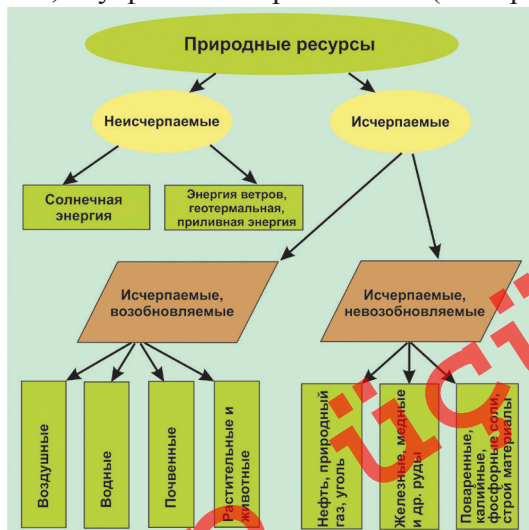 Природные ресурсы
Неисчерпаемые
Исчерпаемые
Солнечная
энергия
Энергия ветров,
геотермальная,
приливная энергия
Исчерпаемые,
возобновляемые
Исчерпаемые,
невозобновляемые
Воздушные
Водные
Почвенные
Растительные и
животные
Нефть, природный
газ, уголь
Железные, медные
и др. руды
Поваренные,
калийные,
фосфорные соли,
строй материалы